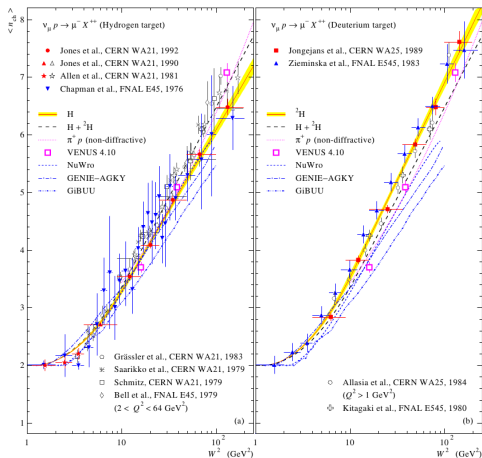 < n_ch >
ν_μ p → μ⁻ X⁺⁺ (Hydrogen target)
Jones et al., CERN WA21, 1992
Jones et al., CERN WA21, 1990
Allen et al., CERN WA21, 1981
Chapman et al., FNAL E45, 1976
H
H + ²H
π⁺ p (non-diffractive)
VENUS 4.10
NuWro
GENIE–AGKY
GiBUU
Grässler et al., CERN WA21, 1983
Saarikko et al., CERN WA21, 1979
Schmitz, CERN WA21, 1979
Bell et al., FNAL E45, 1979
(2 < Q² < 64 GeV²)
(a)
8
7
6
5
4
3
2
1
0
1 10 10²
W² (GeV²)
ν_μ p → μ⁻ X⁺⁺ (Deuterium target)
Jongejans et al., CERN WA25, 1989
Zieminska et al., FNAL E545, 1983
²H
H + ²H
π⁺ p (non-diffractive)
VENUS 4.10
NuWro
GENIE–AGKY
GiBUU
Allasia et al., CERN WA25, 1984
(Q² > 1 GeV²)
Kitagaki et al., FNAL E545, 1980
(b)
1 10 10²
W² (GeV²)